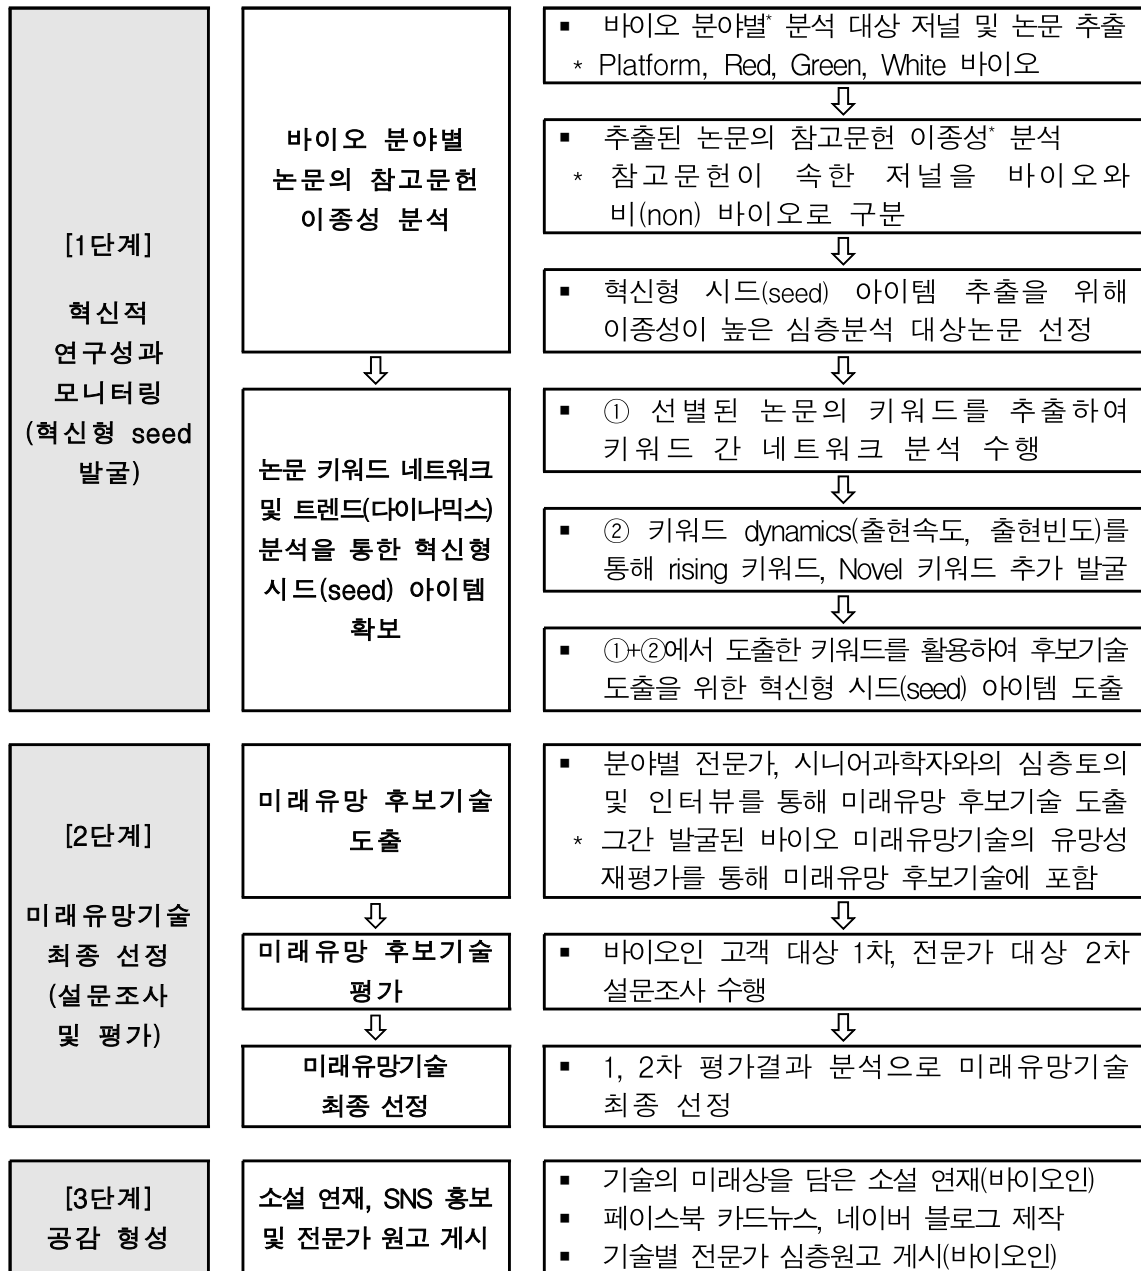 [1단계]
혁신적
연구성과
모니터링
(혁신형 seed
발굴)
바이오 분야별
논문의 참고문헌
이종성 분석
▪ 바이오 분야별* 분석 대상 저널 및 논문 추출
* Platform, Red, Green, White 바이오
▪ 추출된 논문의 참고문헌 이종성* 분석
* 참고문헌이 속한 저널을 바이오와
비(non) 바이오로 구분
▪ 혁신형 시드(seed) 아이템 추출을 위해
이종성이 높은 심층분석 대상논문 선정
논문 키워드 네트워크
및 트렌드(다이나믹스)
분석을 통한 혁신형
시드(seed) 아이템
확보
▪ ① 선별된 논문의 키워드를 추출하여
키워드 간 네트워크 분석 수행
▪ ② 키워드 dynamics(출현속도, 출현빈도)를
통해 rising 키워드, Novel 키워드 추가 발굴
▪ ①+②에서 도출한 키워드를 활용하여 후보기술
도출을 위한 혁신형 시드(seed) 아이템 도출
[2단계]
미래유망기술
최종 선정
(설문조사
및 평가)
미래유망 후보기술
도출
▪ 분야별 전문가, 시니어과학자와의 심층토의
및 인터뷰를 통해 미래유망 후보기술 도출
* 그간 발굴된 바이오 미래유망기술의 유망성
재평가를 통해 미래유망 후보기술에 포함
미래유망 후보기술
평가
▪ 바이오인 고객 대상 1차, 전문가 대상 2차
설문조사 수행
미래유망기술
최종 선정
▪ 1, 2차 평가결과 분석으로 미래유망기술
최종 선정
[3단계]
공감 형성
소설 연재, SNS 홍보
및 전문가 원고 게시
▪ 기술의 미래상을 담은 소설 연재(바이오인)
▪ 페이스북 카드뉴스, 네이버 블로그 제작
▪ 기술별 전문가 심층원고 게시(바이오인)